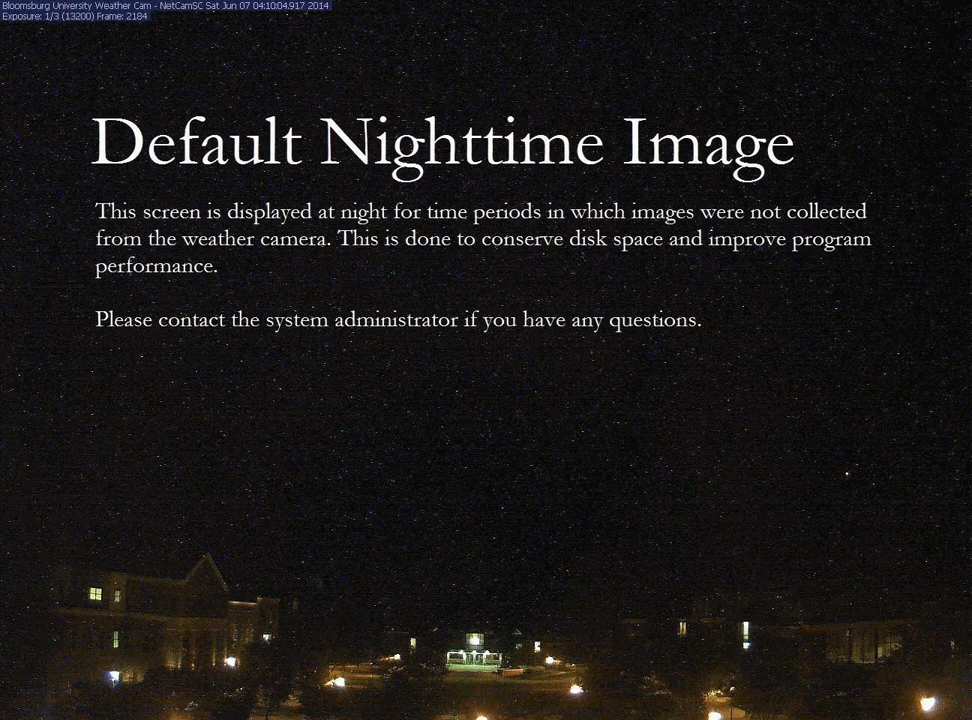 Bloomsburg University Weather Cam - NetCamSC Sat Jun 07 04:10:04.917 2014
Exposure: 1/3 (13200) Frame: 2184
Default Nighttime Image
This screen is displayed at night for time periods in which images were not collected
from the weather camera. This is done to conserve disk space and improve program
performance.
Please contact the system administrator if you have any questions.